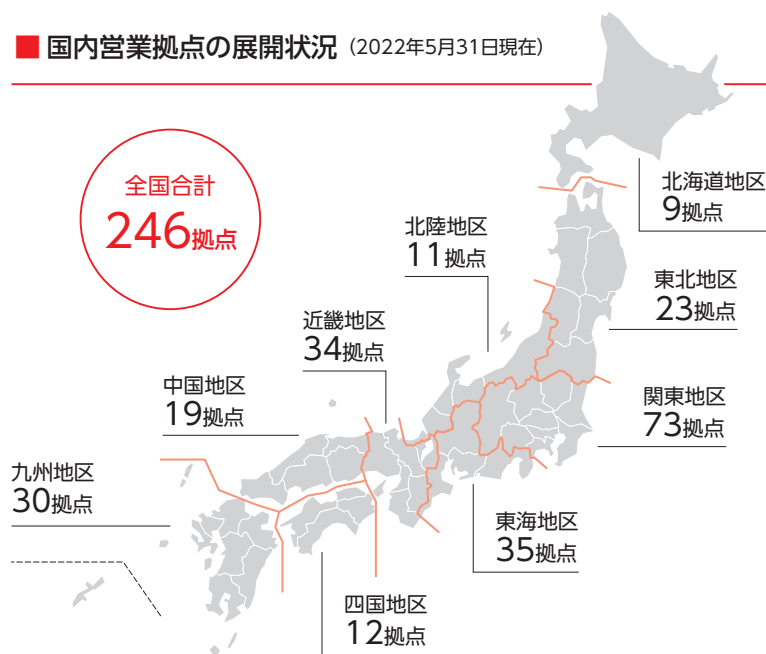 ■ 国内営業拠点の展開状況（2022年5月31日現在）
全国合計
246拠点
北海道地区
9拠点
北陸地区
11拠点
東北地区
23拠点
近畿地区
34拠点
中国地区
19拠点
関東地区
73拠点
九州地区
30拠点
東海地区
35拠点
四国地区
12拠点